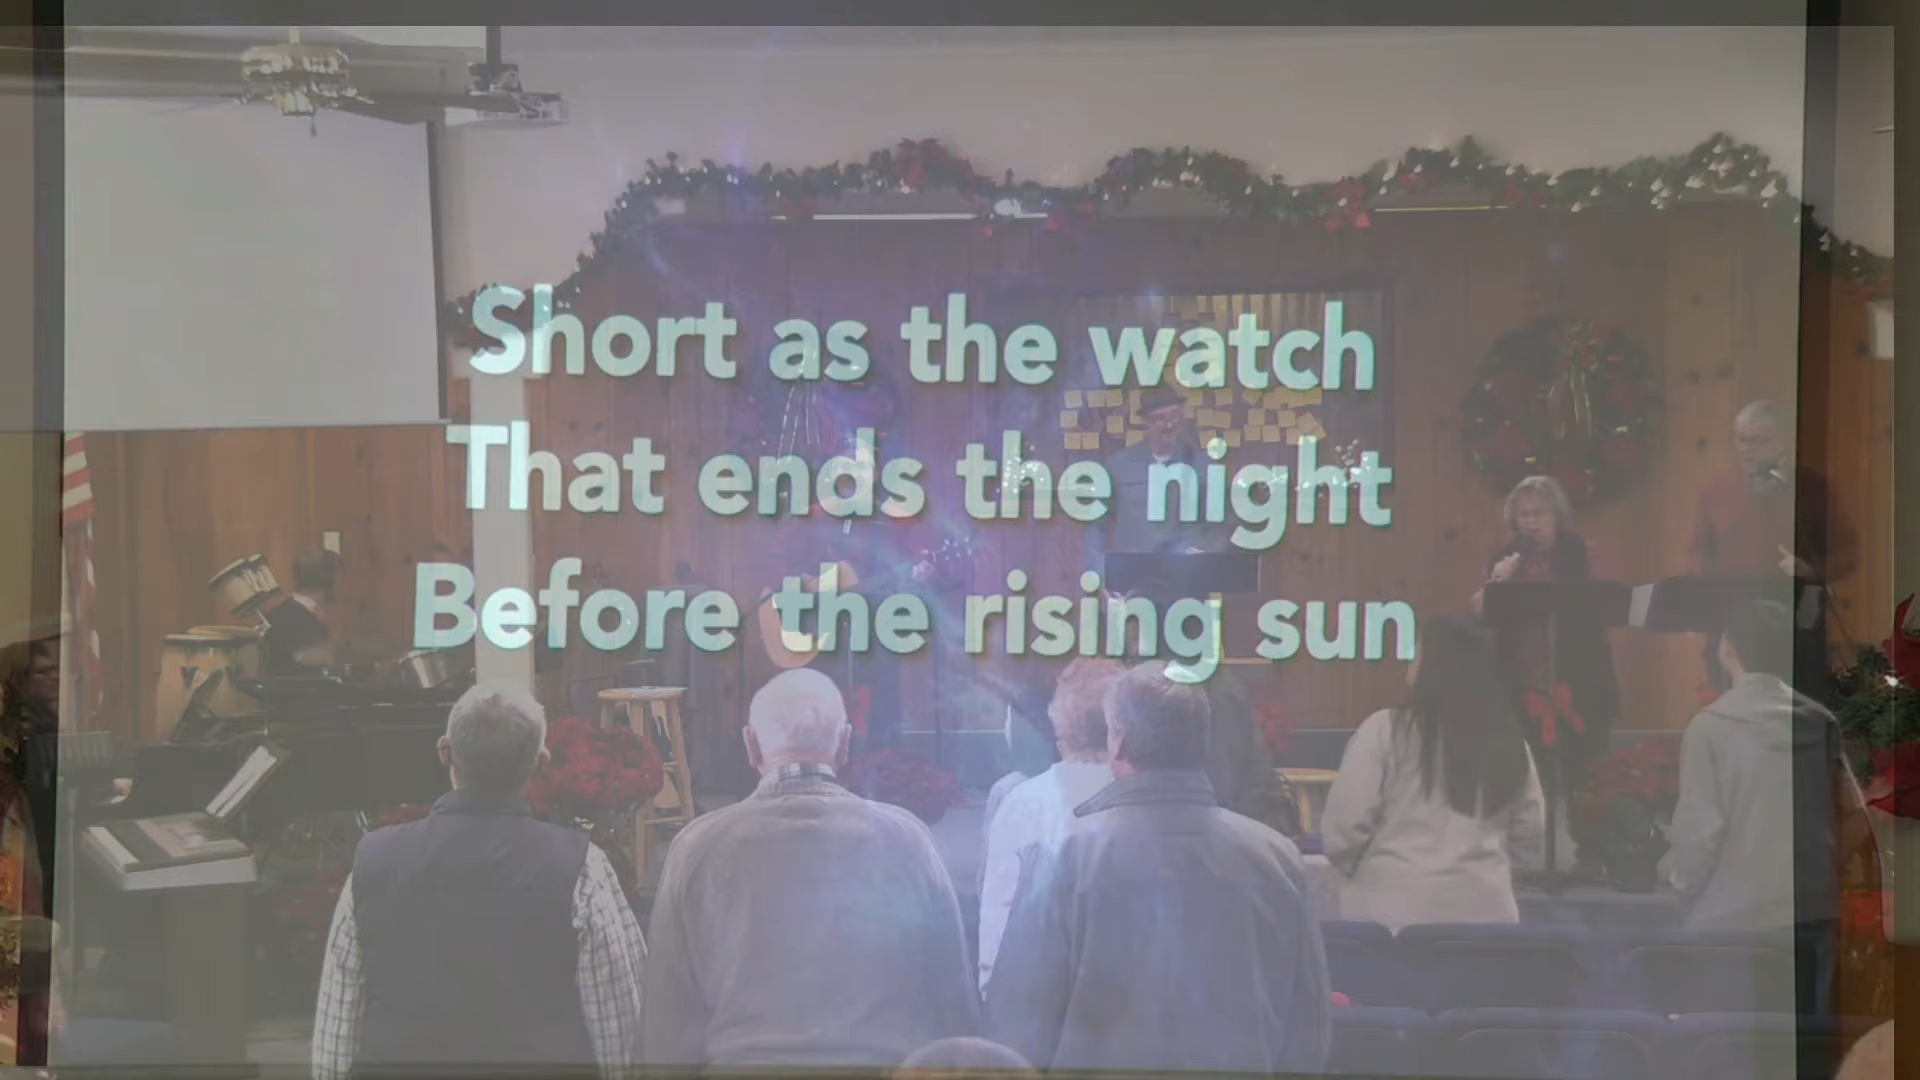 Short as the watch
That ends the night
Before the rising sun